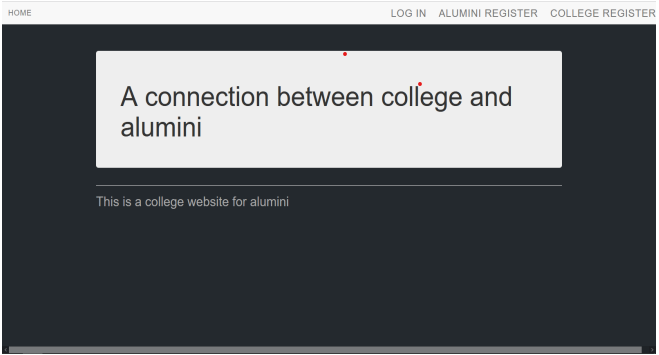 HOME LOG IN ALUMINI REGISTER COLLEGE REGISTER
A connection between college and
alumini
This is a college website for alumini